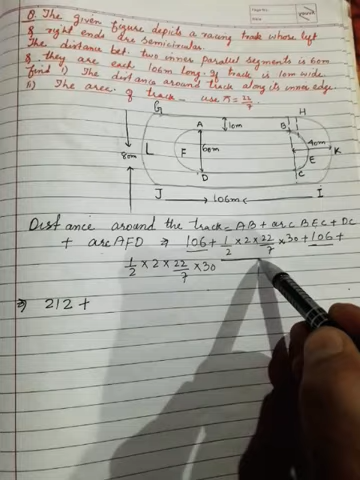 Q. The given figure depicts a racing track whose left
& right ends are semicircular.
The distance bet. two inner parallel segments is 60m
& they are each 106m long. If track is 10m wide.
find i) The distance around track along its inner edge.
ii) The area of track— use π = 22/7
G H
A 10m B
80m L F 60m 40m K
E
D C
J 106m I
Distance around the track = AB + arc BEC + DC
+ arc AFD ⇒ 106 + 1/2 × 2 × 22/7 × 30 + 106 +
1/2 × 2 × 22/7 × 30
⇒ 212 +